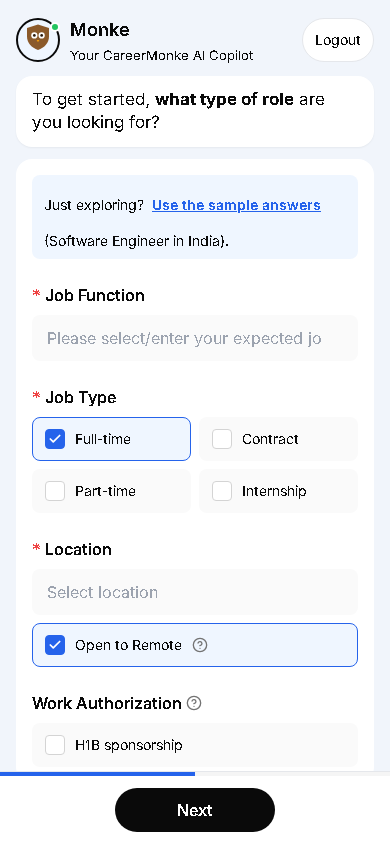 Monke
Your CareerMonke AI Copilot
Logout
To get started, what type of role are
you looking for?
Just exploring? Use the sample answers
(Software Engineer in India).
* Job Function
Please select/enter your expected jo
* Job Type
Full-time
Contract
Part-time
Internship
* Location
Select location
Open to Remote
Work Authorization
H1B sponsorship
Next